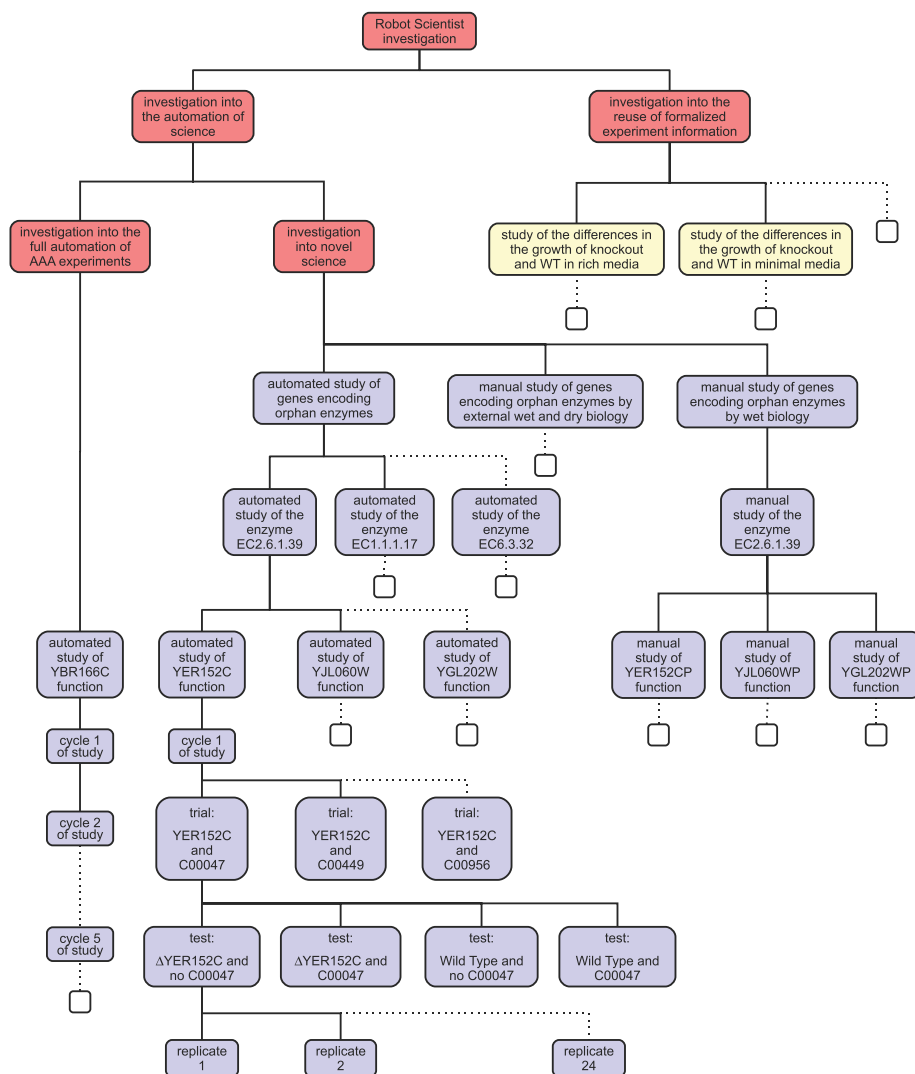 Robot Scientist
investigation
investigation into
the automation of
science
investigation into the
reuse of formalized
experiment information
investigation into the
full automation of
AAA experiments
investigation
into novel
science
study of the differences in
the growth of knockout
and WT in rich media
study of the differences in
the growth of knockout
and WT in minimal media
automated study of
genes encoding
orphan enzymes
manual study of genes
encoding orphan enzymes by
external wet and dry biology
manual study of genes
encoding orphan enzymes
by wet biology
automated
study of the
enzyme
EC2.6.1.39
automated
study of the
enzyme
EC1.1.1.17
automated
study of the
enzyme
EC6.3.32
manual
study of the
enzyme
EC2.6.1.39
automated
study of
YBR166C
function
automated
study of
YER152C
function
automated
study of
YJL060W
function
automated
study of
YGL202W
function
manual
study of
YER152CP
function
manual
study of
YJL060WP
function
manual
study of
YGL202WP
function
cycle 1
of study
cycle 1
of study
cycle 2
of study
trial:
YER152C
and
C00047
trial:
YER152C
and
C00449
trial:
YER152C
and
C00956
cycle 5
of study
test:
ΔYER152C and
no C00047
test:
ΔYER152C and
C00047
test:
Wild Type and
no C00047
test:
Wild Type and
C00047
replicate
1
replicate
2
replicate
24